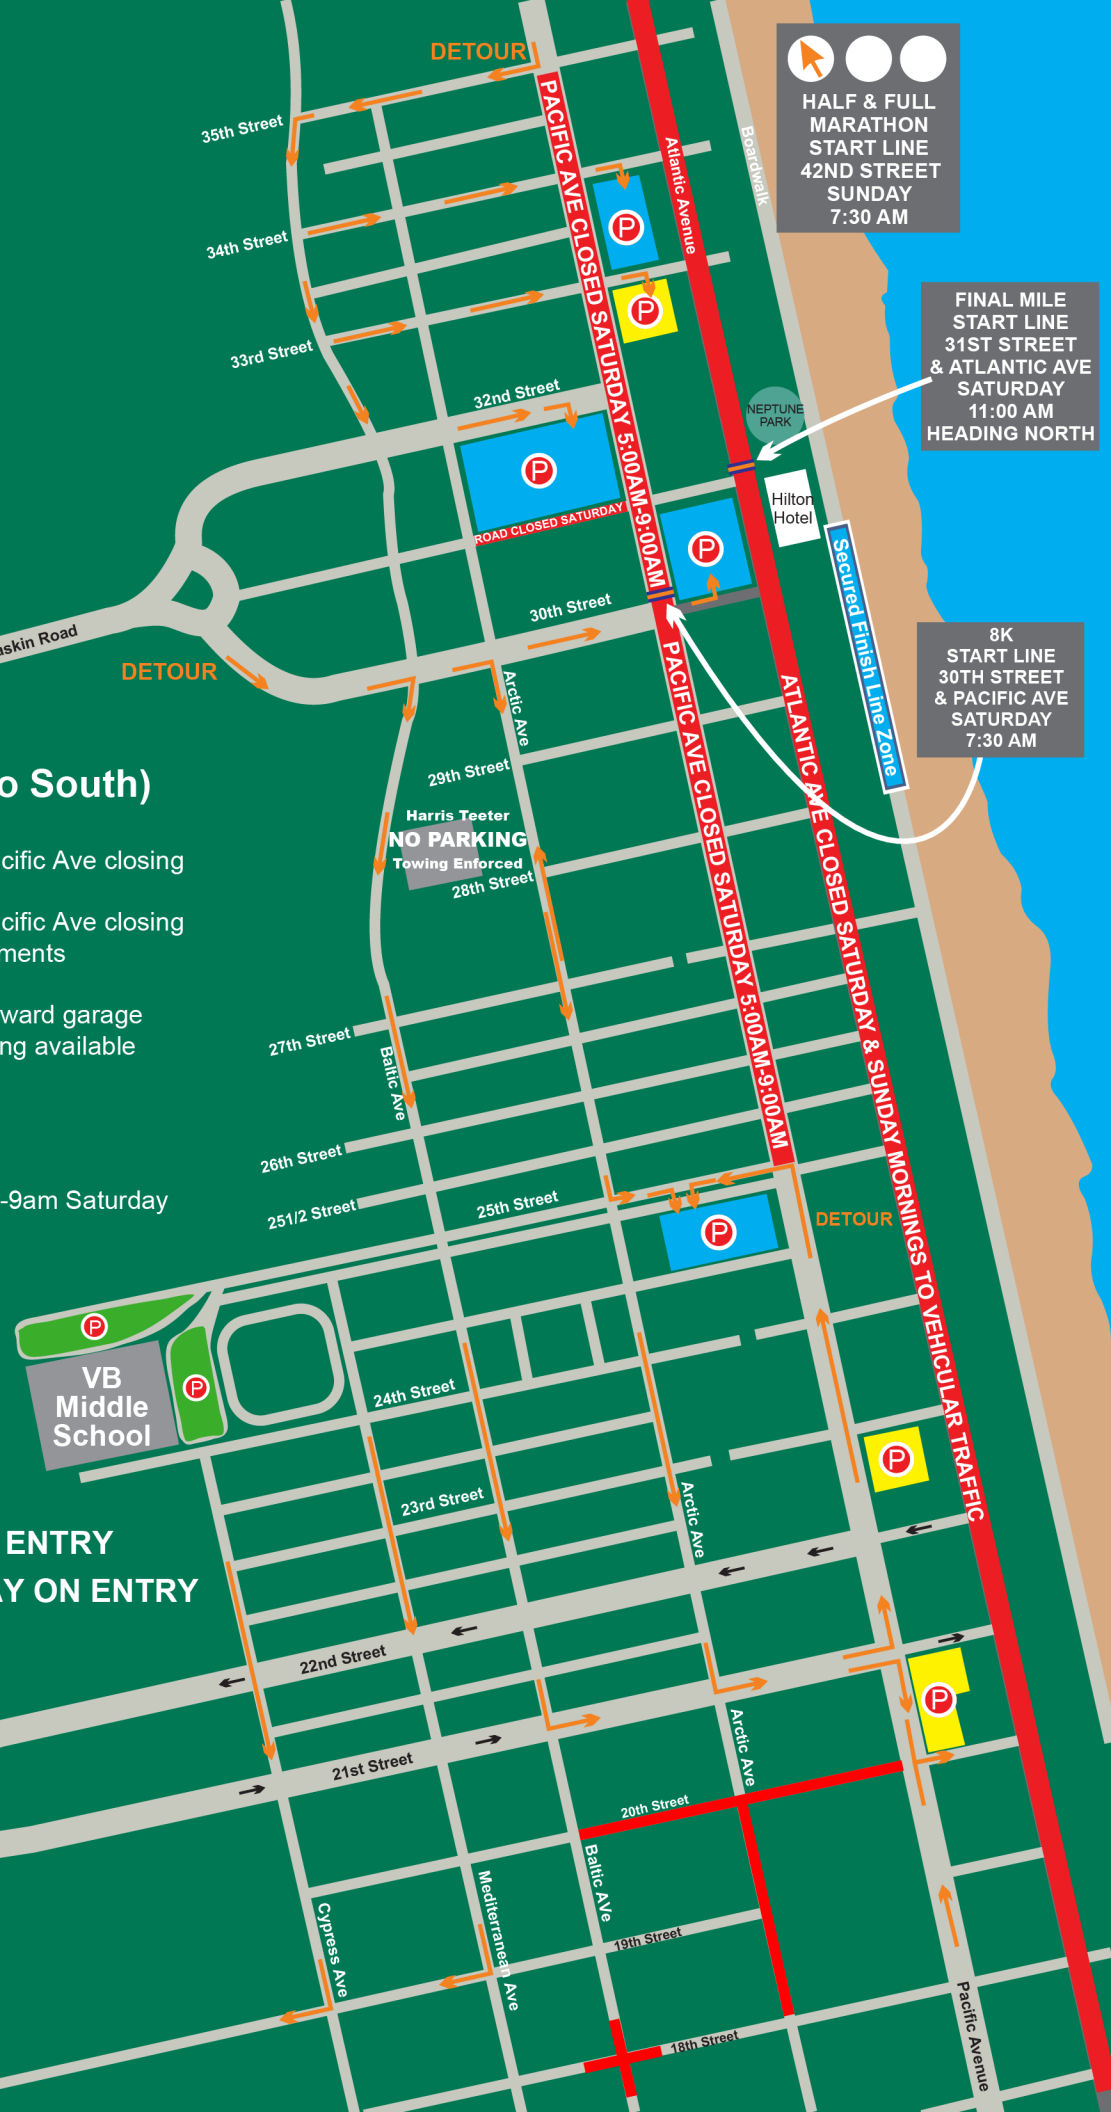 DETOUR
HALF & FULL
MARATHON
START LINE
42ND STREET
SUNDAY
7:30 AM
35th Street
PACIFIC AVE CLOSED SATURDAY 5:00AM-9:00AM
Atlantic Avenue
Boardwalk
34th Street
P
33rd Street
P
FINAL MILE
START LINE
31ST STREET
& ATLANTIC AVE
SATURDAY
11:00 AM
HEADING NORTH
32nd Street
NEPTUNE
PARK
P
Hilton
Hotel
ROAD CLOSED SATURDAY
P
Secured Finish Line Zone
30th Street
askin Road
DETOUR
8K
START LINE
30TH STREET
& PACIFIC AVE
SATURDAY
7:30 AM
Arctic Ave
PACIFIC AVE CLOSED SATURDAY 5:00AM-9:00AM
ATLANTIC AVE CLOSED SATURDAY & SUNDAY MORNINGS TO VEHICULAR TRAFFIC
29th Street
o South)
Harris Teeter
NO PARKING
Towing Enforced
28th Street
cific Ave closing
cific Ave closing
ments
ward garage
ng available
27th Street
Baltic Ave
26th Street
-9am Saturday
251/2 Street
25th Street
DETOUR
P
P
VB
Middle
School
P
24th Street
P
23rd Street
Arctic Ave
ENTRY
AY ON ENTRY
22nd Street
P
21st Street
Arctic Ave
20th Street
Baltic AVe
Mediterranean Ave
Cypress Ave
19th Street
Pacific Avenue
18th Street